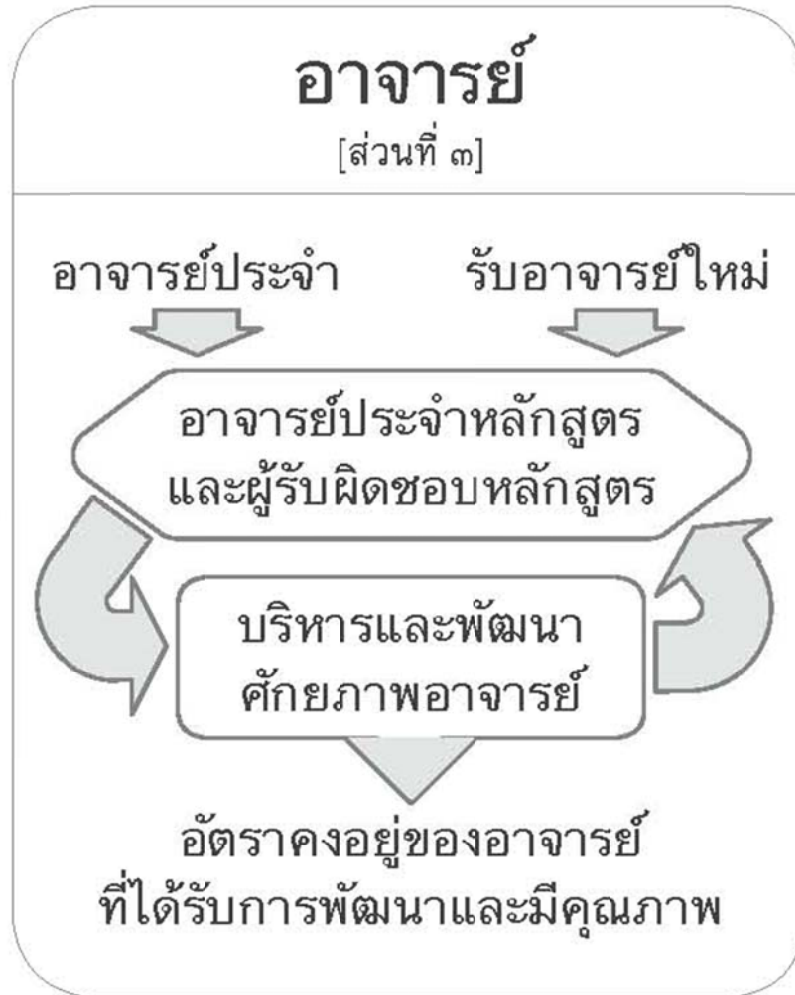 อาจารย์
[ส่วนที่ ๓]
อาจารย์ประจำ
รับอาจารย์ใหม่
อาจารย์ประจำหลักสูตร
และผู้รับผิดชอบหลักสูตร
บริหารและพัฒนา
ศักยภาพอาจารย์
อัตราคงอยู่ของอาจารย์
ที่ได้รับการพัฒนาและมีคุณภาพ